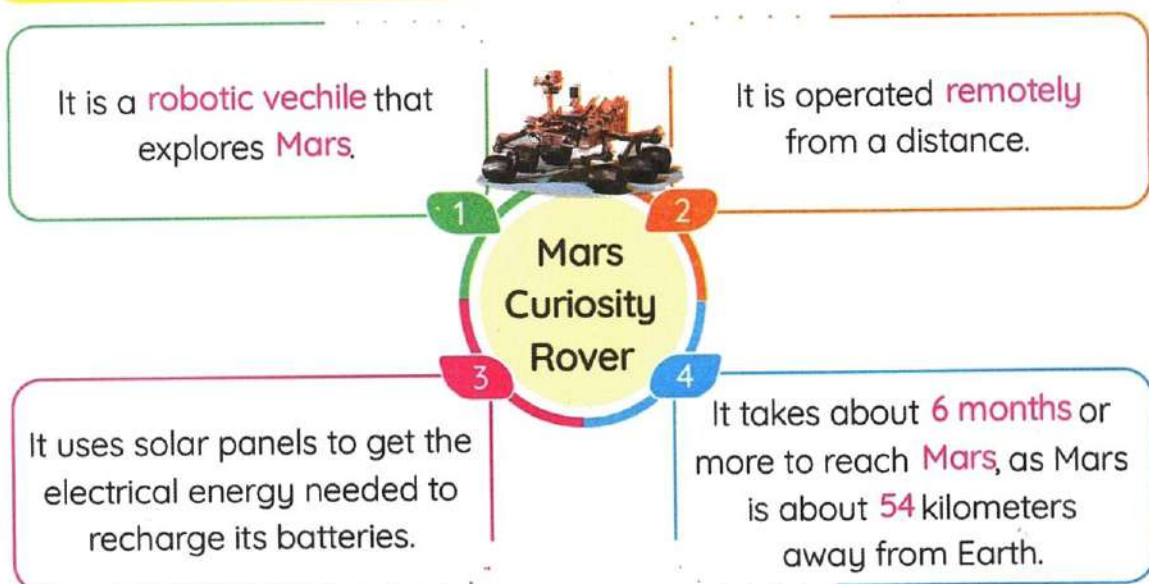 It is a robotic vechile that
explores Mars.
1
It is operated remotely
from a distance.
2
Mars
Curiosity
Rover
3
It uses solar panels to get the
electrical energy needed to
recharge its batteries.
4
It takes about 6 months or
more to reach Mars, as Mars
is about 54 kilometers
away from Earth.